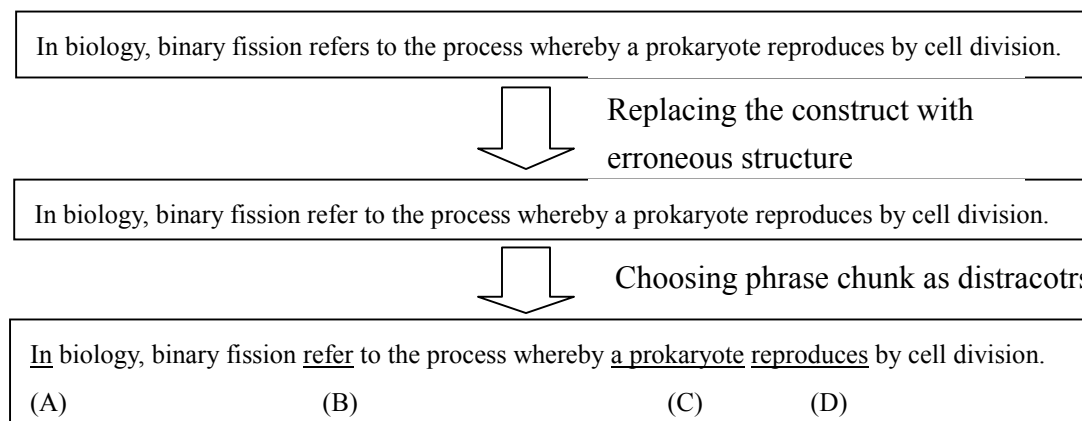 In biology, binary fission refers to the process whereby a prokaryote reproduces by cell division.
Replacing the construct with
erroneous structure
In biology, binary fission refer to the process whereby a prokaryote reproduces by cell division.
Choosing phrase chunk as distracotrs
In biology, binary fission refer to the process whereby a prokaryote reproduces by cell division.
(A) (B) (C) (D)